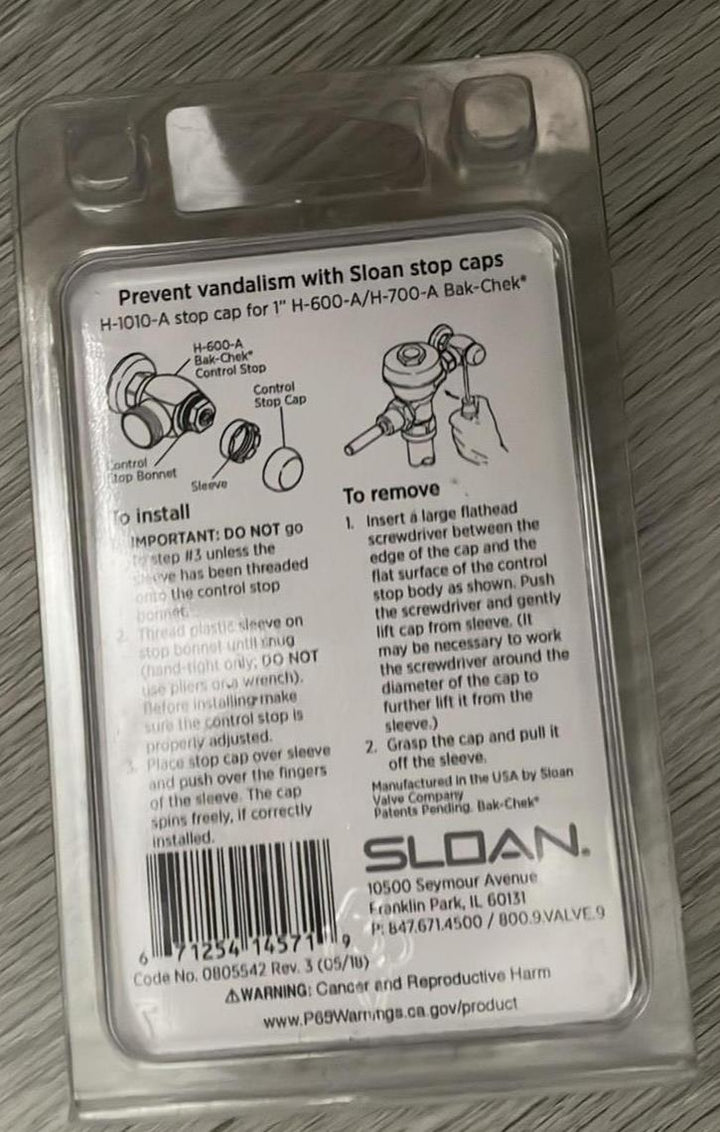 Prevent vandalism with Sloan stop caps
H-1010-A stop cap for 1" H-600-A/H-700-A Bak-Chek®
H-600-A
Bak-Chek®
Control Stop
Control
Stop Cap
Control
Stop Bonnet
Sleeve
To install
1. IMPORTANT: DO NOT go
to step #3 unless the
sleeve has been threaded
onto the control stop
bonnet.
2. Thread plastic sleeve on
stop bonnet until snug
(hand-tight only; DO NOT
use pliers or a wrench).
Before installing make
sure the control stop is
properly adjusted.
3. Place stop cap over sleeve
and push over the fingers
of the sleeve. The cap
spins freely, if correctly
installed.
To remove
1. Insert a large flathead
screwdriver between the
edge of the cap and the
flat surface of the control
stop body as shown. Push
the screwdriver and gently
lift cap from sleeve. (It
may be necessary to work
the screwdriver around the
diameter of the cap to
further lift it from the
sleeve.)
2. Grasp the cap and pull it
off the sleeve.
Manufactured in the USA by Sloan
Valve Company
Patents Pending. Bak-Chek®
SLOAN.
10500 Seymour Avenue
Franklin Park, IL 60131
P: 847.671.4500 / 800.9.VALVE.9
6 71254 14571 9
Code No. 0805542 Rev. 3 (05/18)
⚠WARNING: Cancer and Reproductive Harm
www.P65Warnings.ca.gov/product